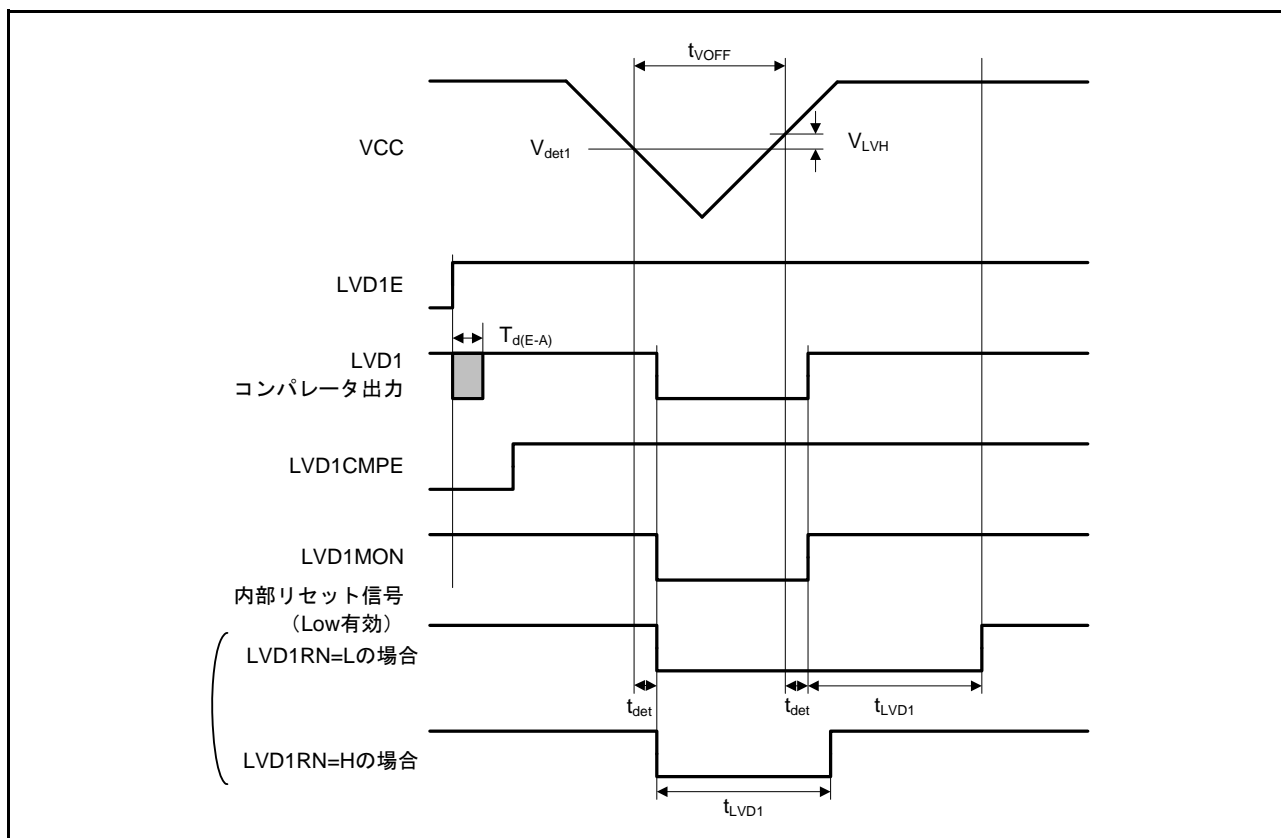 tVOFF
VCC
Vdet1
VLVH
LVD1E
Td(E-A)
LVD1
コンパレータ出力
LVD1CMPE
LVD1MON
内部リセット信号
（Low有効）
LVD1RN=Lの場合
tdet
tdet
tLVD1
LVD1RN=Hの場合
tLVD1